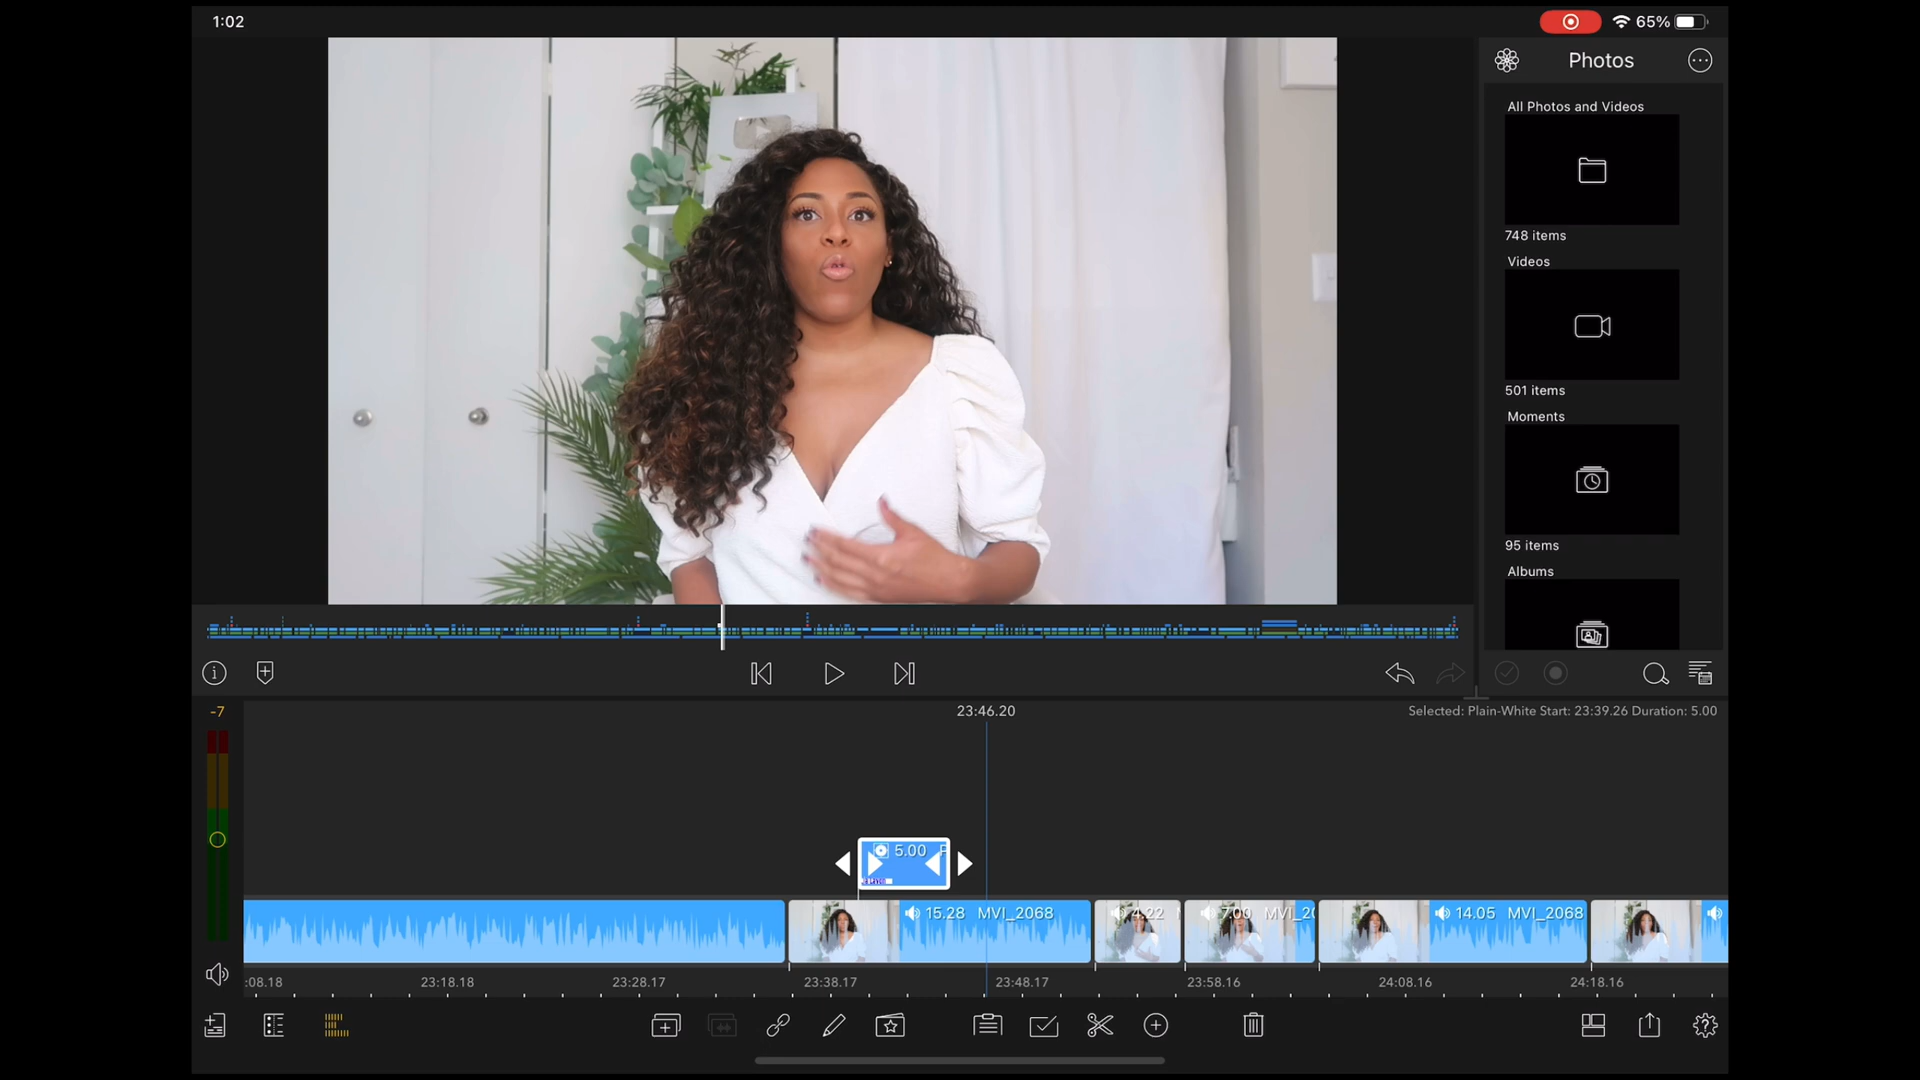 1:02
65%
Photos
All Photos and Videos
748 items
Videos
501 items
Moments
95 items
Albums
-7
23:46.20
Selected: Plain-White Start: 23:39.26 Duration: 5.00
5.00
15.28 MVI_2068
4.22
7.00 MVI_20
14.05 MVI_2068
:08.18
23:18.18
23:28.17
23:38.17
23:48.17
23:58.16
24:08.16
24:18.16